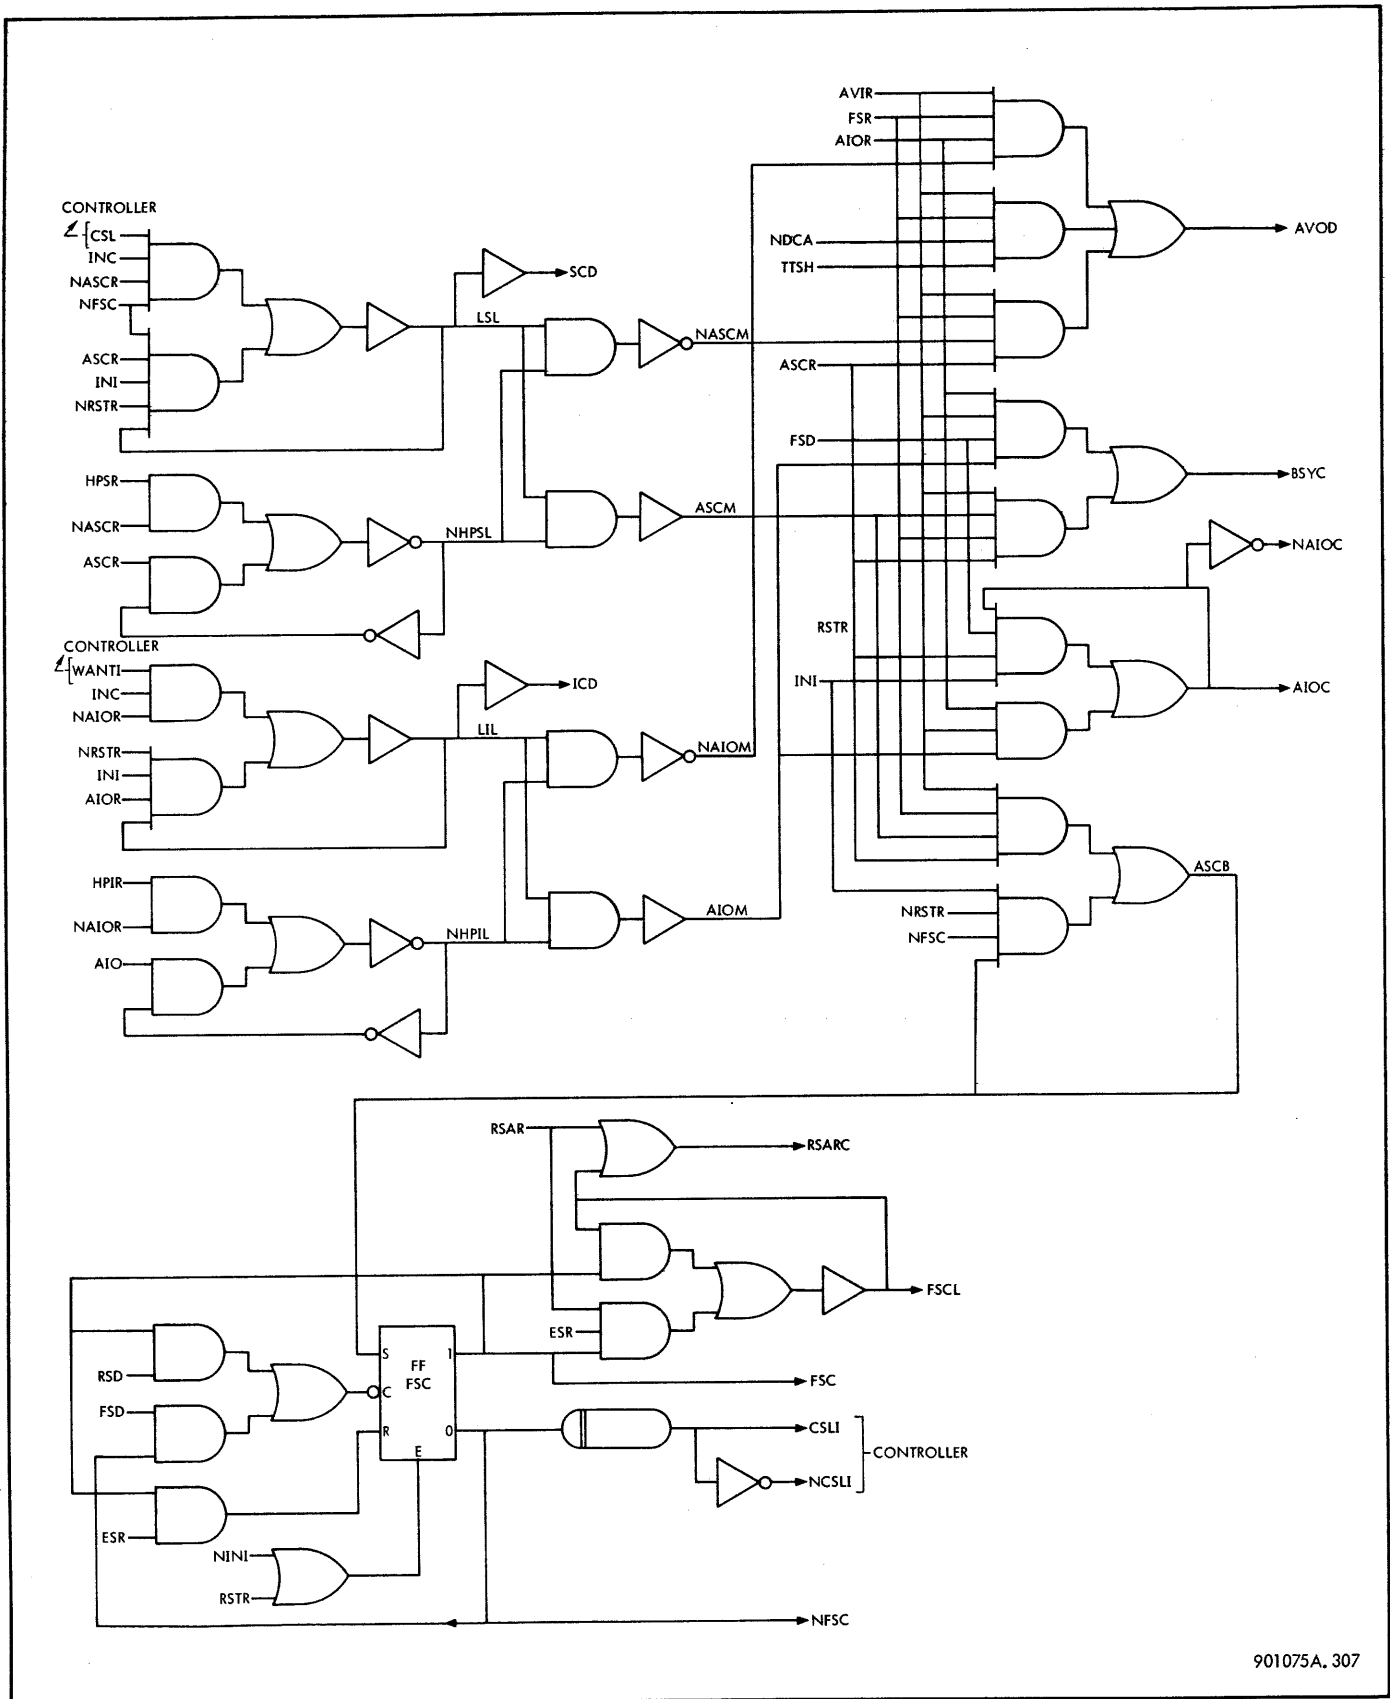 AVIR
FSR
AIOR
CONTROLLER
CSL
INC
NASCR
NFSC
NDCA
TTSH
AVOD
SCD
LSL
NASCM
ASCR
INI
NRSTR
ASCR
FSD
HPSR
NASCR
ASCR
NHPSL
ASCM
BSYC
NAIOC
CONTROLLER
WANTI
INC
NAIOR
RSTR
INI
AIOC
ICD
LIL
NAIOM
NRSTR
INI
AIOR
HPIR
NAIOR
AIO
NHPIL
AIOM
ASCB
NRSTR
NFSC
RSAR
RSARC
FSCL
ESR
RSD
FSD
ESR
S
FF
FSC
1
C
R
0
E
FSC
CSLI
CONTROLLER
NCSLI
NINI
RSTR
NFSC
901075A. 307